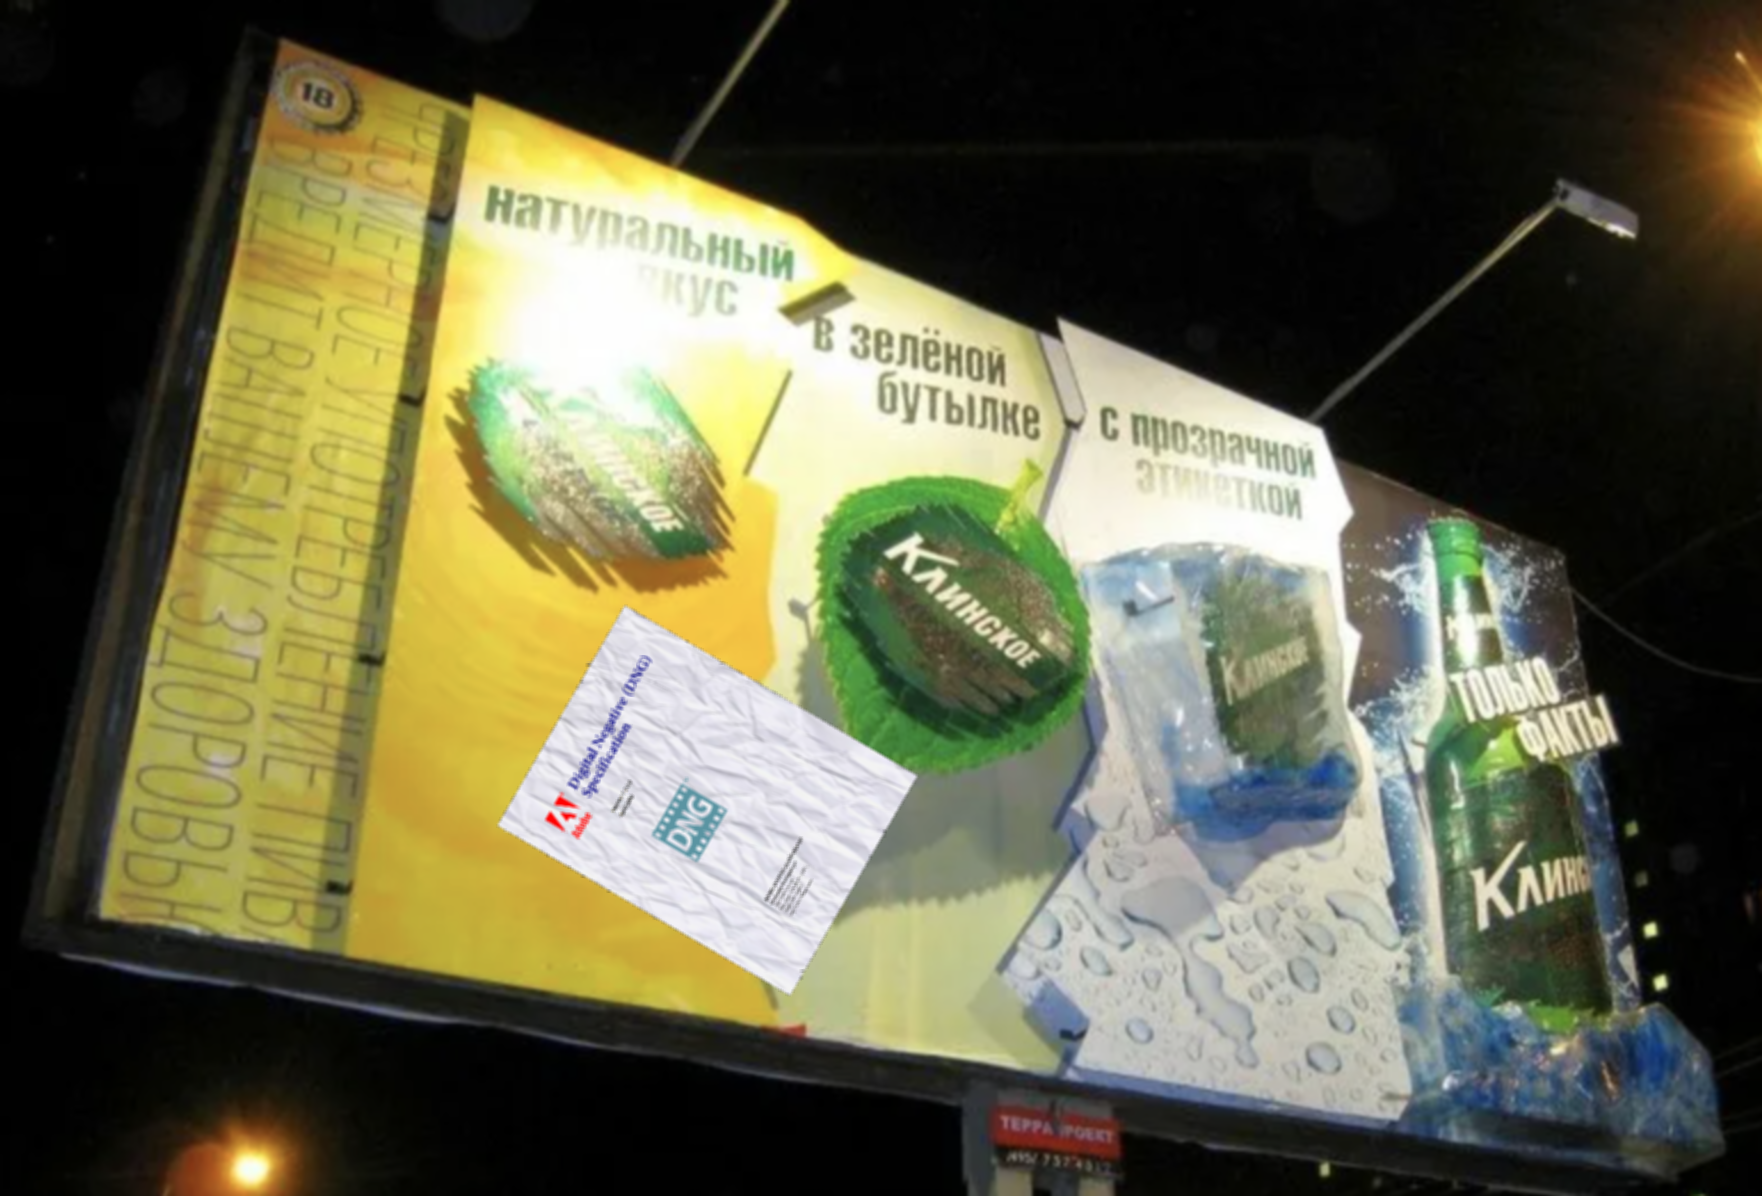 18
ЧРЕЗМЕРНОЕ УПОТРЕБЛЕНИЕ ПИВА
ВРЕДИТ ВАШЕМУ ЗДОРОВЬЮ
натуральный
вкус
в зелёной
бутылке
с прозрачной
этикеткой
КЛИНСКОЕ
КЛИНСКОЕ
КЛИНСКОЕ
ТОЛЬКО
ФАКТЫ
КЛИНС
Digital Negative (DNG)
Specification
Adobe
DNG
ТЕРРА ПРОЕКТ